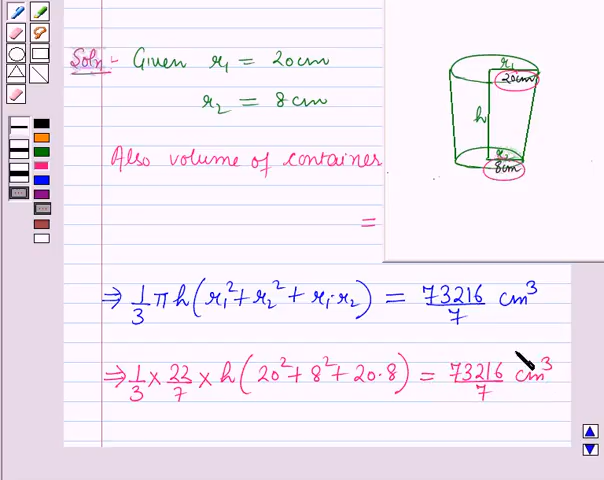 Soln:- Given r₁ = 20cm
r₂ = 8cm
Also volume of container
=
⇒ 1/3 π h (r₁² + r₂² + r₁·r₂) = 73216/7 cm³
⇒ 1/3 × 22/7 × h (20² + 8² + 20·8) = 73216/7 cm³
r₁
20cm
h
r₂
8cm